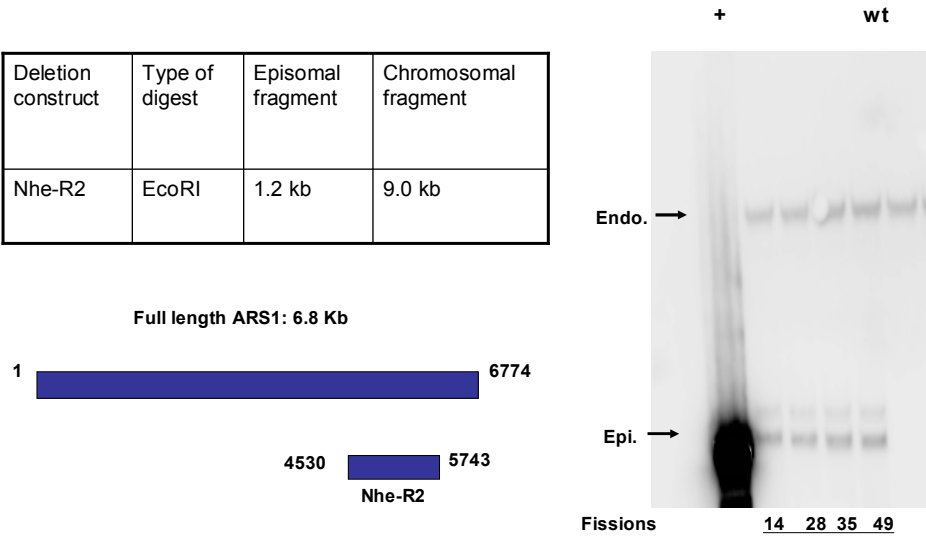 + wt
Deletion construct Type of digest Episomal fragment Chromosomal fragment
Nhe-R2 EcoRI 1.2 kb 9.0 kb
Endo.
Full length ARS1: 6.8 Kb
1 6774
Epi.
4530 5743
Nhe-R2
Fissions 14 28 35 49